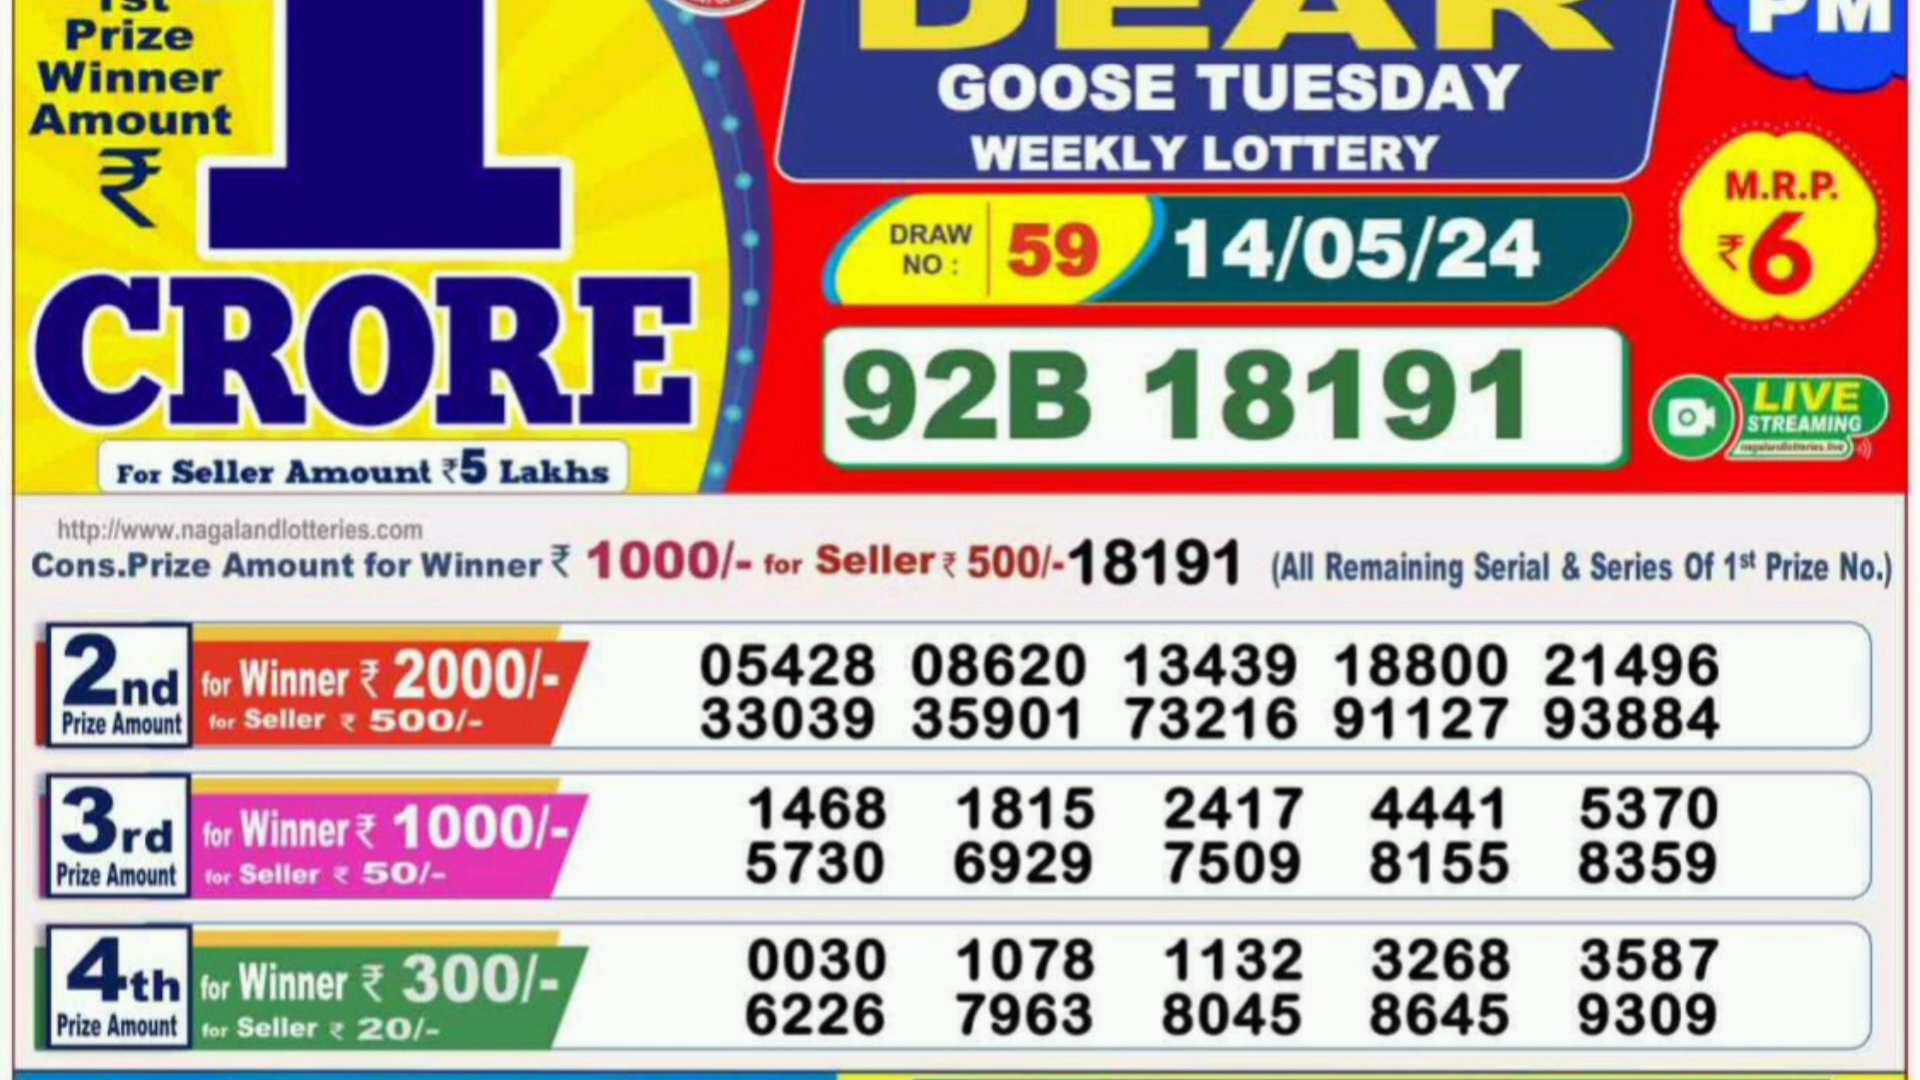 1st
Prize
Winner
Amount
₹
1
CRORE
For Seller Amount ₹5 Lakhs
DEAR
GOOSE TUESDAY
WEEKLY LOTTERY
PM
DRAW NO : 59 14/05/24
M.R.P.
₹6
92B 18191
LIVE
STREAMING
nagalandlotteries.live
http://www.nagalandlotteries.com
Cons.Prize Amount for Winner ₹ 1000/- for Seller ₹ 500/- 18191 (All Remaining Serial & Series Of 1st Prize No.)
2nd
Prize Amount
for Winner ₹ 2000/-
for Seller ₹ 500/-
05428 08620 13439 18800 21496
33039 35901 73216 91127 93884
3rd
Prize Amount
for Winner ₹ 1000/-
for Seller ₹ 50/-
1468 1815 2417 4441 5370
5730 6929 7509 8155 8359
4th
Prize Amount
for Winner ₹ 300/-
for Seller ₹ 20/-
0030 1078 1132 3268 3587
6226 7963 8045 8645 9309